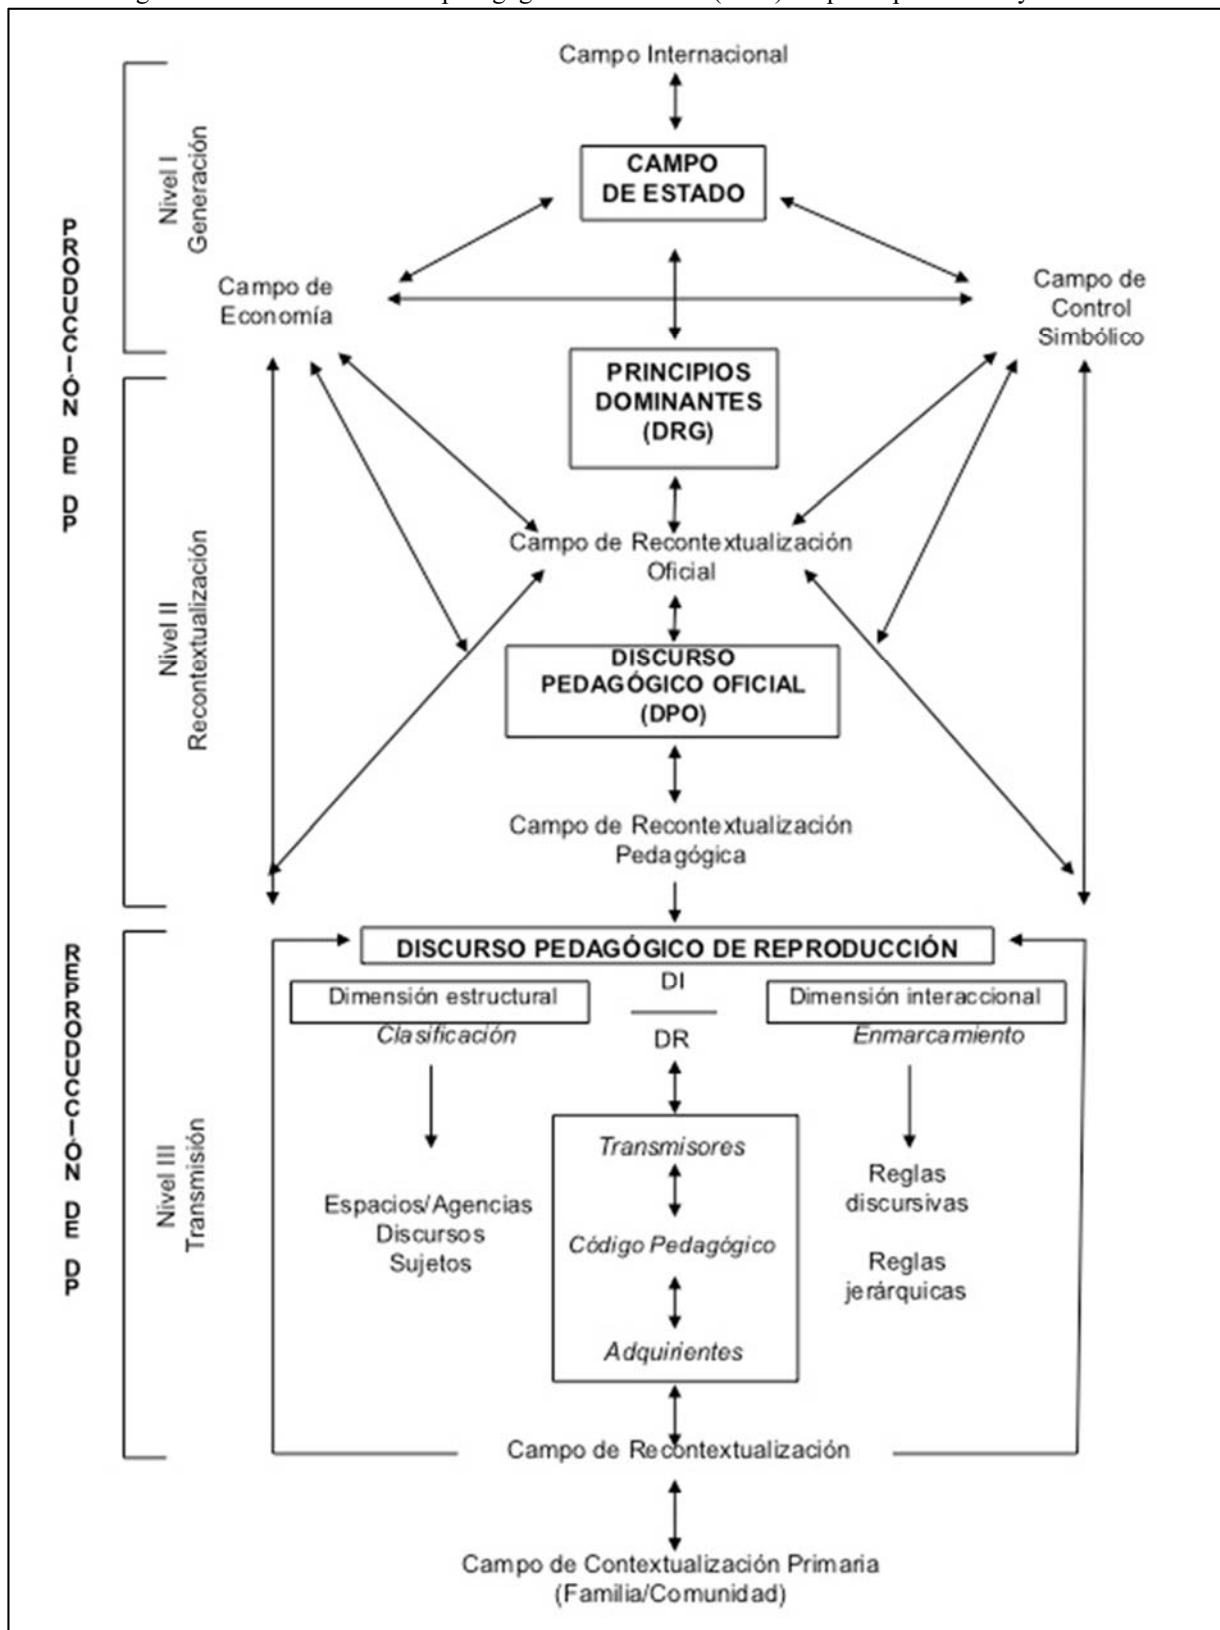 Campo Internacional
CAMPO
DE ESTADO
Nivel I
Generación
Campo de
Economía
Campo de
Control
Simbólico
PRODUCCIÓN DE DP
PRINCIPIOS
DOMINANTES
(DRG)
Campo de Recontextualización
Oficial
Nivel II
Recontextualización
DISCURSO
PEDAGÓGICO OFICIAL
(DPO)
Campo de Recontextualización
Pedagógica
REPRODUCCIÓN DE DP
DISCURSO PEDAGÓGICO DE REPRODUCCIÓN
Dimensión estructural
Clasificación
DI
DR
Dimensión interaccional
Enmarcamiento
Nivel III
Transmisión
Espacios/Agencias
Discursos
Sujetos
Transmisores
Código Pedagógico
Adquirientes
Reglas
discursivas
Reglas
jerárquicas
Campo de Recontextualización
Campo de Contextualización Primaria
(Familia/Comunidad)